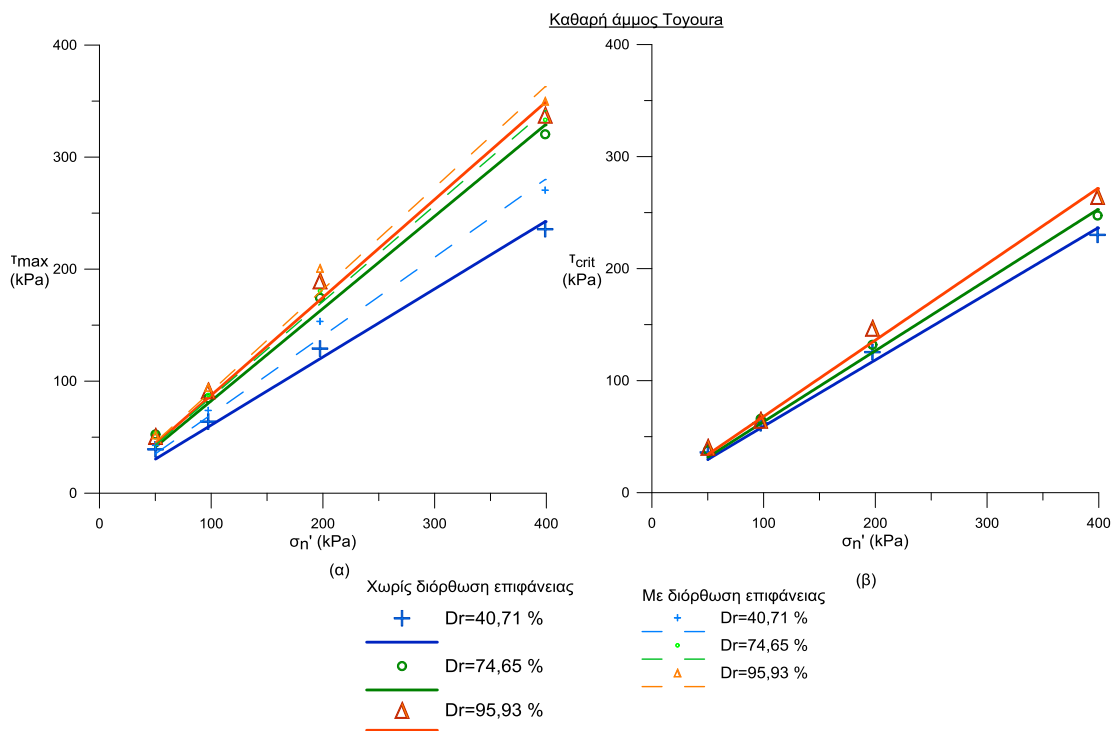 Καθαρή άμμος Toyoura
400
300
200
100
0
τmax
(kPa)
0 100 200 300 400
σn' (kPa)
(α)
400
300
200
100
0
τcrit
(kPa)
0 100 200 300 400
σn' (kPa)
(β)
Χωρίς διόρθωση επιφάνειας
Dr=40,71 %
Dr=74,65 %
Dr=95,93 %
Με διόρθωση επιφάνειας
Dr=40,71 %
Dr=74,65 %
Dr=95,93 %